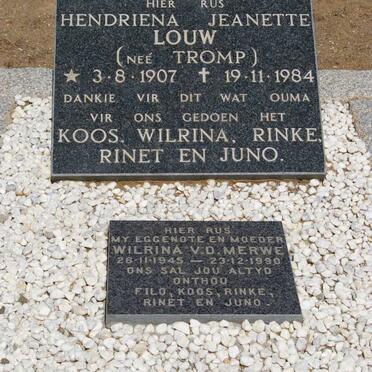 HIER RUS
HENDRIENA JEANETTE
LOUW
(NEÉ TROMP)
★ 3·8·1907 ✝ 19·11·1984
DANKIE VIR DIT WAT OUMA
VIR ONS GEDOEN HET
KOOS, WILRINA, RINKE,
RINET EN JUNO.
HIER RUS
MY EGGENOTE EN MOEDER
WILRINA V.D. MERWE
26·11·1945 – 23·12·1990
ONS SAL JOU ALTYD
ONTHOU
FILO, KOOS, RINKE,
RINET EN JUNO.